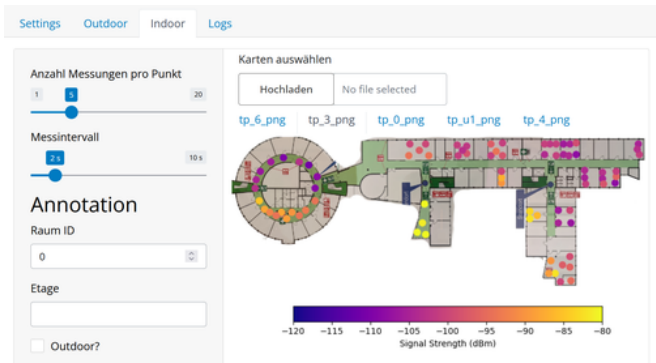 Settings Outdoor Indoor Logs
Anzahl Messungen pro Punkt
1 5 20
Messintervall
2 s 10 s
Annotation
Raum ID
0
Etage
Outdoor?
Karten auswählen
Hochladen No file selected
tp_6_png tp_3_png tp_0_png tp_u1_png tp_4_png
−120 −115 −110 −105 −100 −95 −90 −85 −80
Signal Strength (dBm)